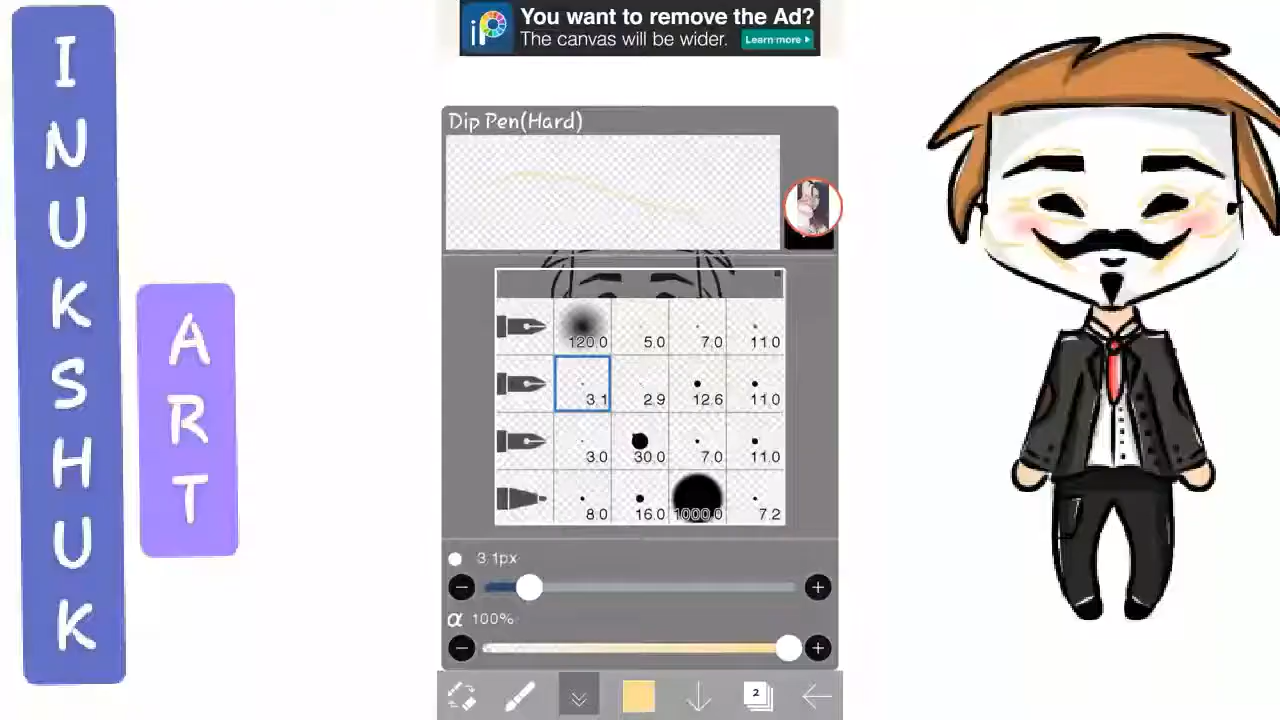 INUKSHUK
ART
iP
You want to remove the Ad?
The canvas will be wider.
Learn more
Dip Pen(Hard)
120.0 5.0 7.0 11.0
3.1 2.9 12.6 11.0
3.0 30.0 7.0 11.0
8.0 16.0 1000.0 7.2
3.1px
α 100%
2